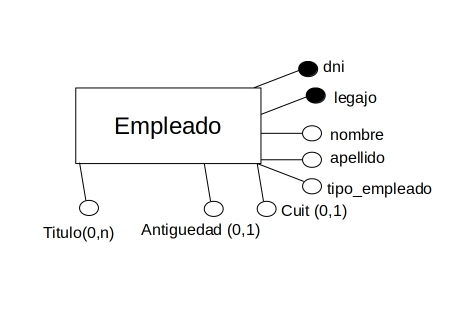 dni
legajo
Empleado
nombre
apellido
tipo_empleado
Cuit (0,1)
Antiguedad (0,1)
Titulo(0,n)